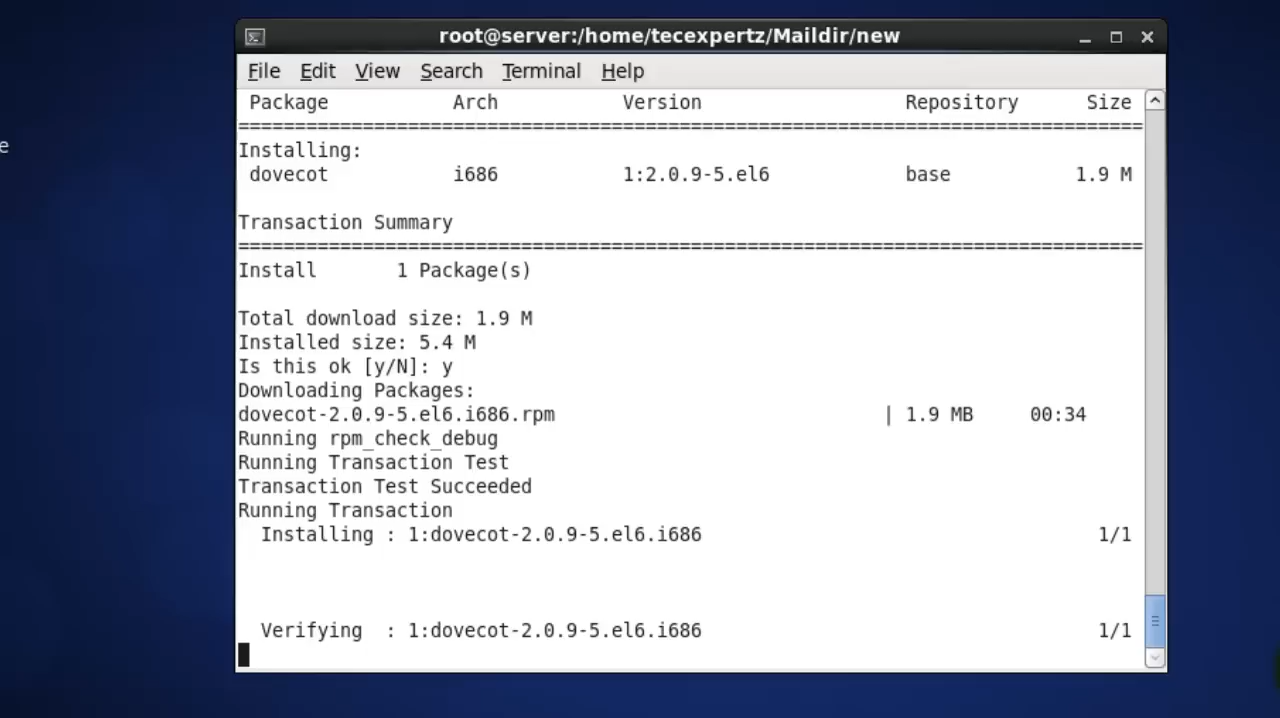 root@server:/home/tecexpertz/Maildir/new
File Edit View Search Terminal Help
Package Arch Version Repository Size
================================================================================
Installing:
dovecot i686 1:2.0.9-5.el6 base 1.9 M
Transaction Summary
================================================================================
Install 1 Package(s)
Total download size: 1.9 M
Installed size: 5.4 M
Is this ok [y/N]: y
Downloading Packages:
dovecot-2.0.9-5.el6.i686.rpm | 1.9 MB 00:34
Running rpm_check_debug
Running Transaction Test
Transaction Test Succeeded
Running Transaction
Installing : 1:dovecot-2.0.9-5.el6.i686 1/1
Verifying : 1:dovecot-2.0.9-5.el6.i686 1/1
e